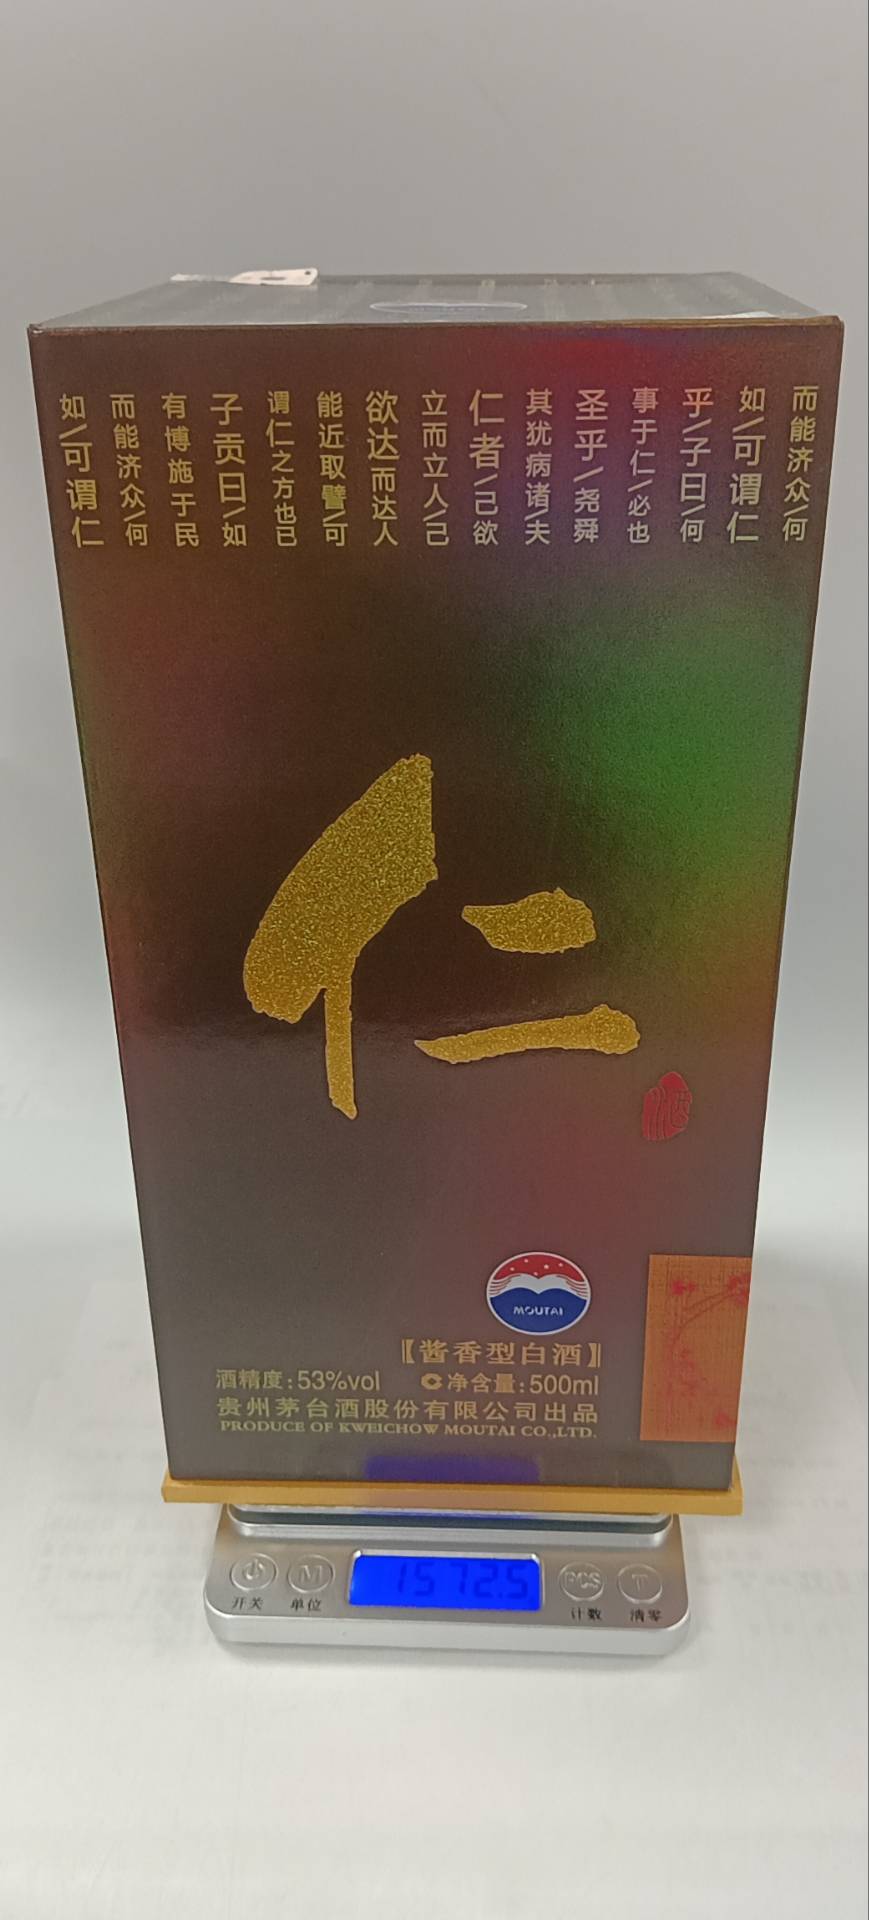 如\可谓仁
而能济众\何
有博施于民
子贡曰\如
谓仁之方也已
能近取譬\可
欲达而达人
立而立人\己
仁者\己欲
其犹病诸\夫
圣乎\尧舜
事于仁\必也
乎\子曰\何
如\可谓仁
而能济众\何
仁
酒
MOUTAI
【酱香型白酒】
酒精度:53%vol 净含量:500ml
贵州茅台酒股份有限公司出品
PRODUCE OF KWEICHOW MOUTAI CO.,LTD.
M 1572.5 PCS T
开关 单位 计数 清零